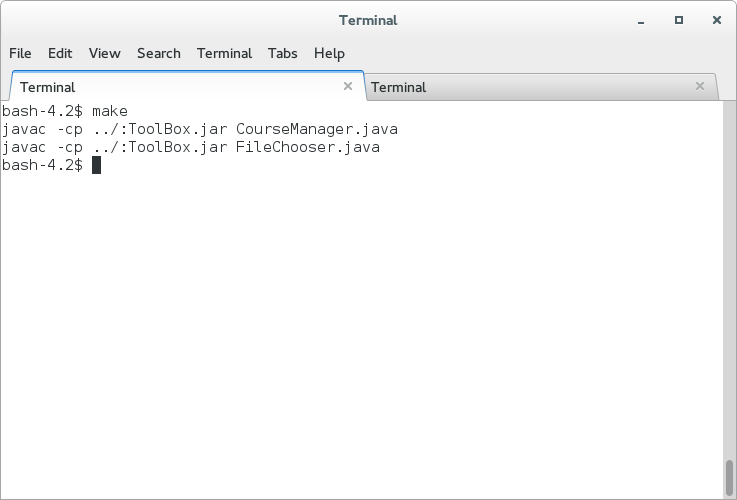 Terminal
File Edit View Search Terminal Tabs Help
Terminal Terminal
bash-4.2$ make
javac -cp ../:ToolBox.jar CourseManager.java
javac -cp ../:ToolBox.jar FileChooser.java
bash-4.2$